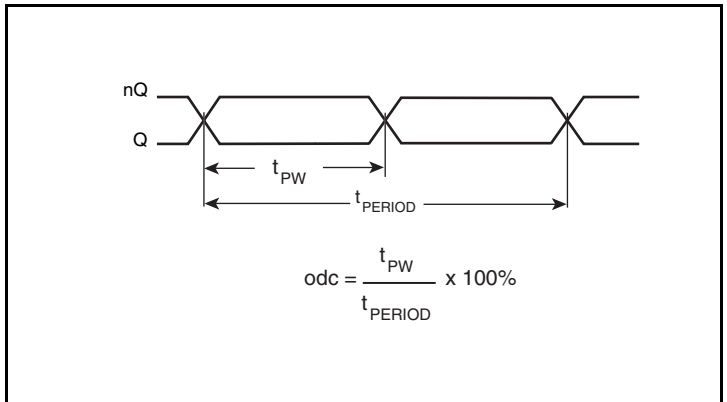 nQ
Q
tPW
tPERIOD
odc = tPW / tPERIOD x 100%